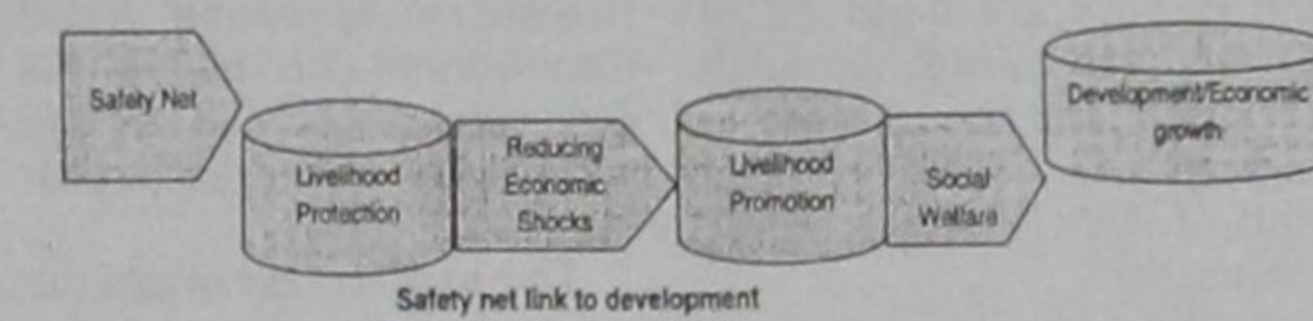 Safety Net
Livelihood
Protection
Reducing
Economic
Shocks
Livelihood
Promotion
Social
Welfare
Development/Economic
growth
Safety net link to development